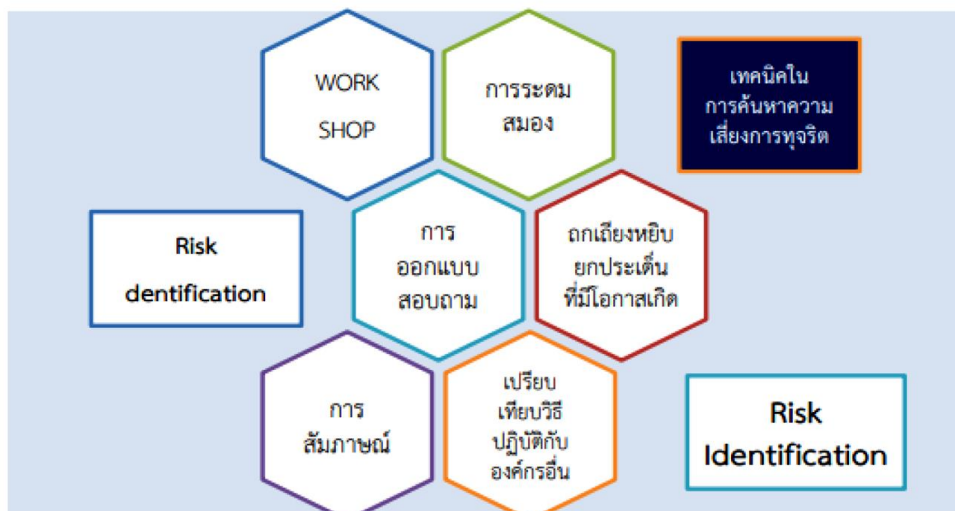 WORK
SHOP
การระดม
สมอง
เทคนิคใน
การค้นหาความ
เสี่ยงการทุจริต
Risk
dentification
การ
ออกแบบ
สอบถาม
ถกเถียงหยิบ
ยกประเด็น
ที่มีโอกาสเกิด
การ
สัมภาษณ์
เปรียบ
เทียบวิธี
ปฏิบัติกับ
องค์กรอื่น
Risk
Identification